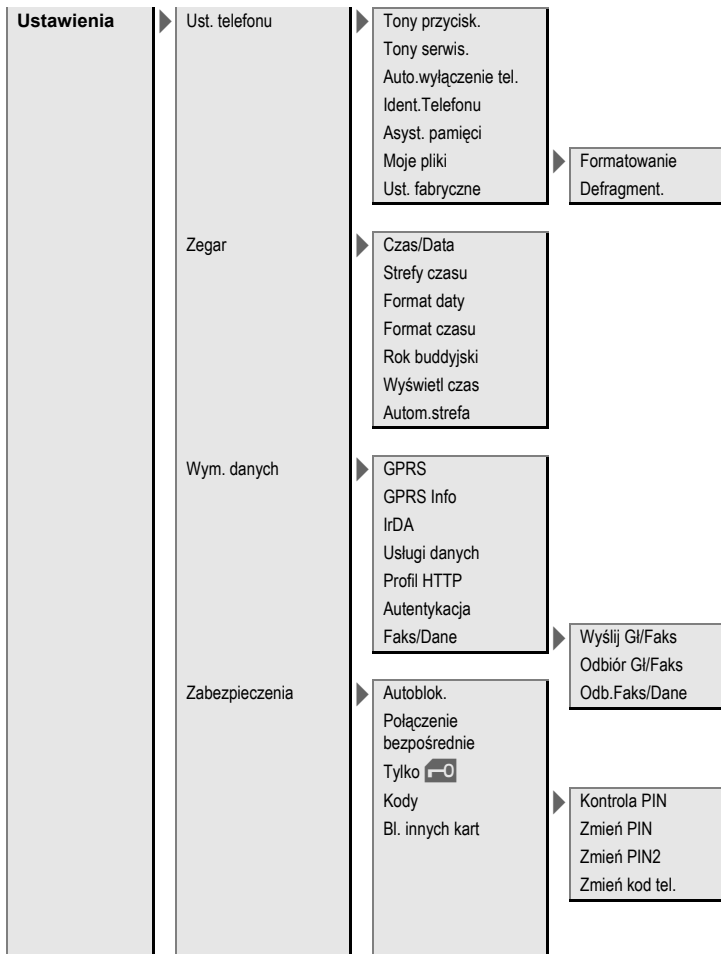 Ustawienia
Ust. telefonu
Tony przycisk.
Tony serwis.
Auto.wyłączenie tel.
Ident.Telefonu
Asyst. pamięci
Moje pliki
Formatowanie
Defragment.
Ust. fabryczne
Zegar
Czas/Data
Strefy czasu
Format daty
Format czasu
Rok buddyjski
Wyświetl czas
Autom.strefa
Wym. danych
GPRS
GPRS Info
IrDA
Usługi danych
Profil HTTP
Autentykacja
Faks/Dane
Wyślij Gł/Faks
Odbiór Gł/Faks
Odb.Faks/Dane
Zabezpieczenia
Autoblok.
Połączenie
bezpośrednie
Tylko
Kody
Kontrola PIN
Zmień PIN
Zmień PIN2
Zmień kod tel.
Bl. innych kart